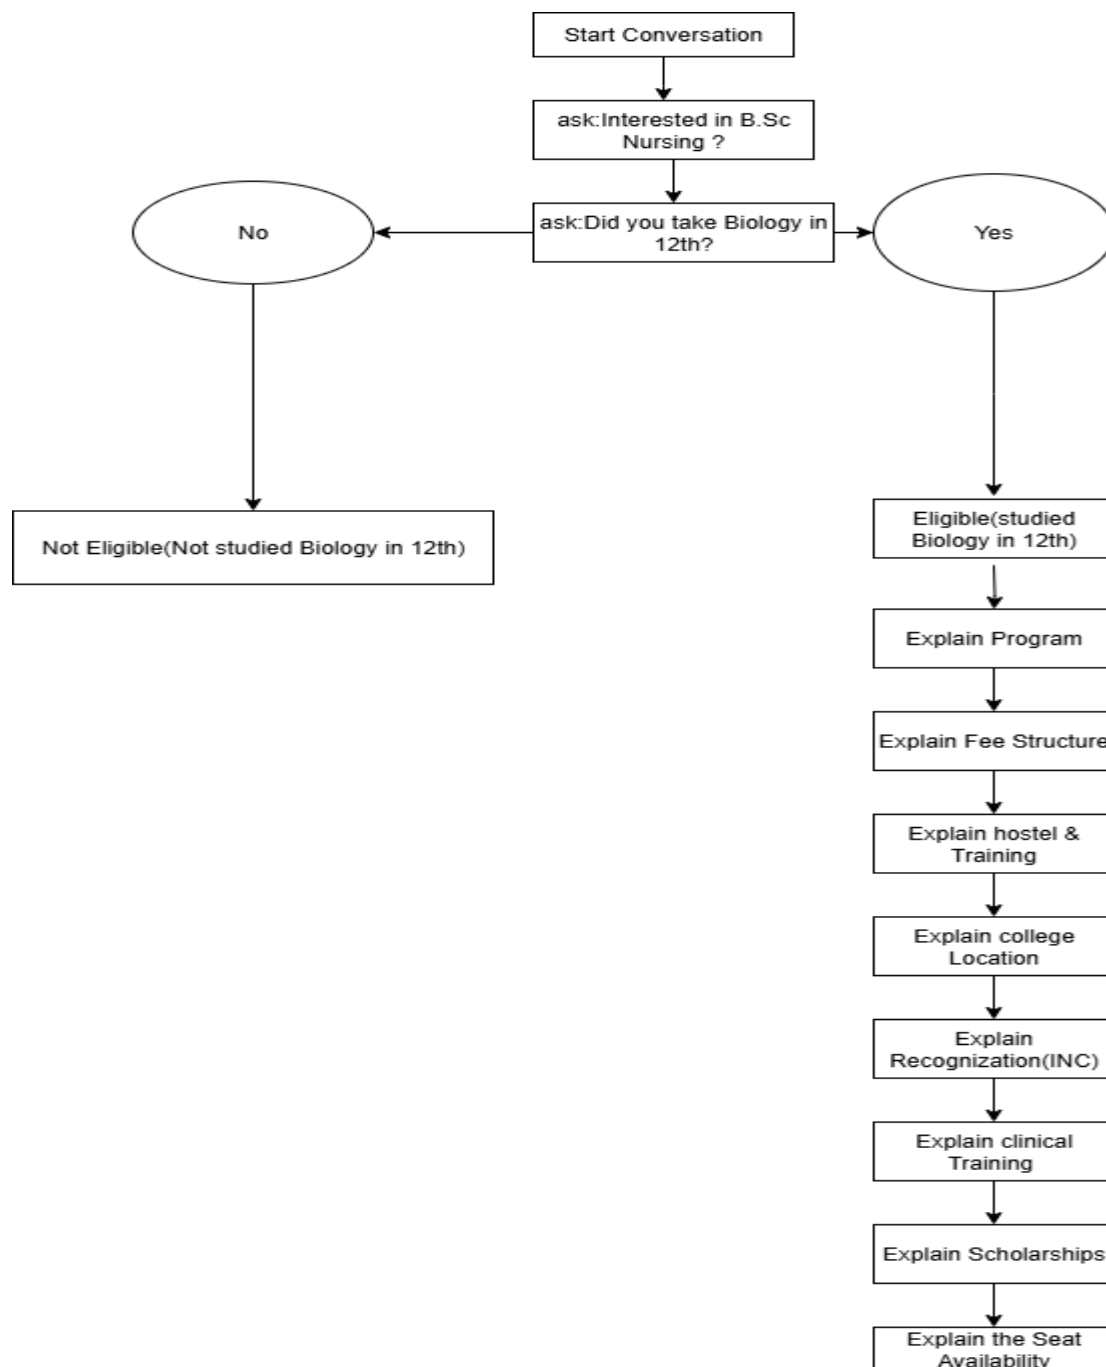 Start Conversation
ask:Interested in B.Sc
Nursing ?
No
ask:Did you take Biology in
12th?
Yes
Not Eligible(Not studied Biology in 12th)
Eligible(studied
Biology in 12th)
Explain Program
Explain Fee Structure
Explain hostel &
Training
Explain college
Location
Explain
Recognization(INC)
Explain clinical
Training
Explain Scholarships
Explain the Seat
Availability